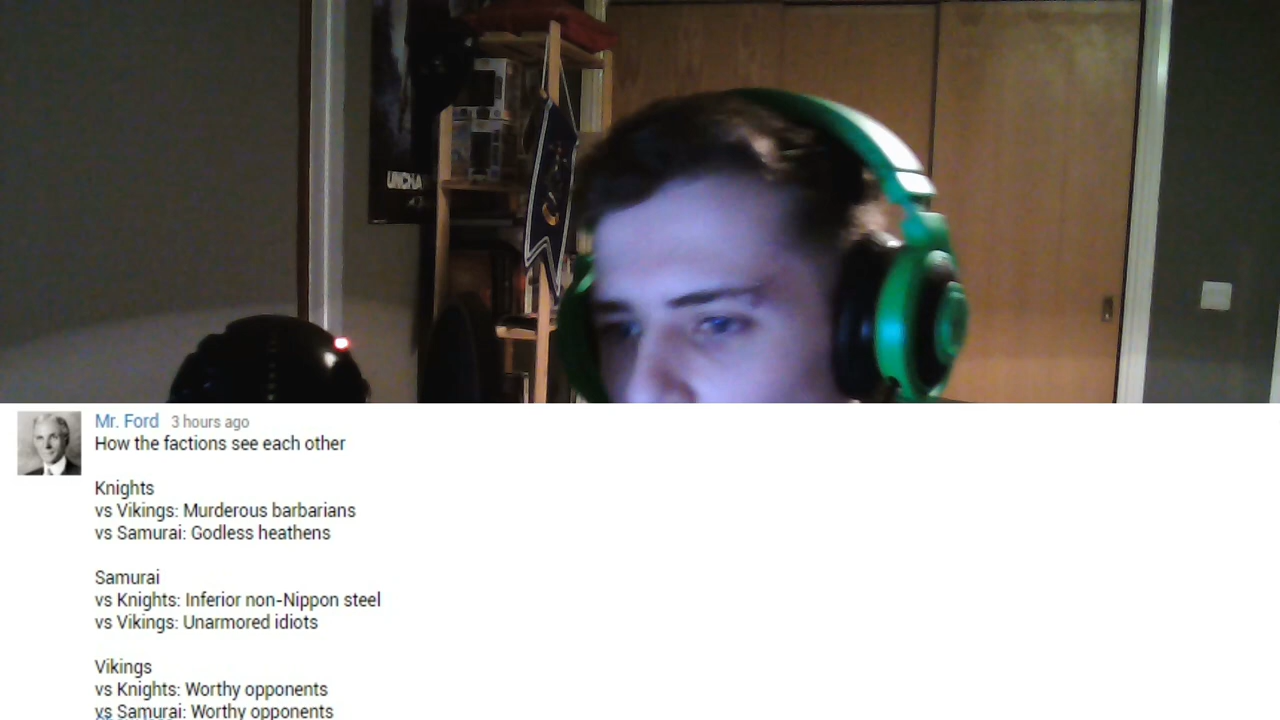 UNCHA
Mr. Ford 3 hours ago
How the factions see each other
Knights
vs Vikings: Murderous barbarians
vs Samurai: Godless heathens
Samurai
vs Knights: Inferior non-Nippon steel
vs Vikings: Unarmored idiots
Vikings
vs Knights: Worthy opponents
vs Samurai: Worthy opponents